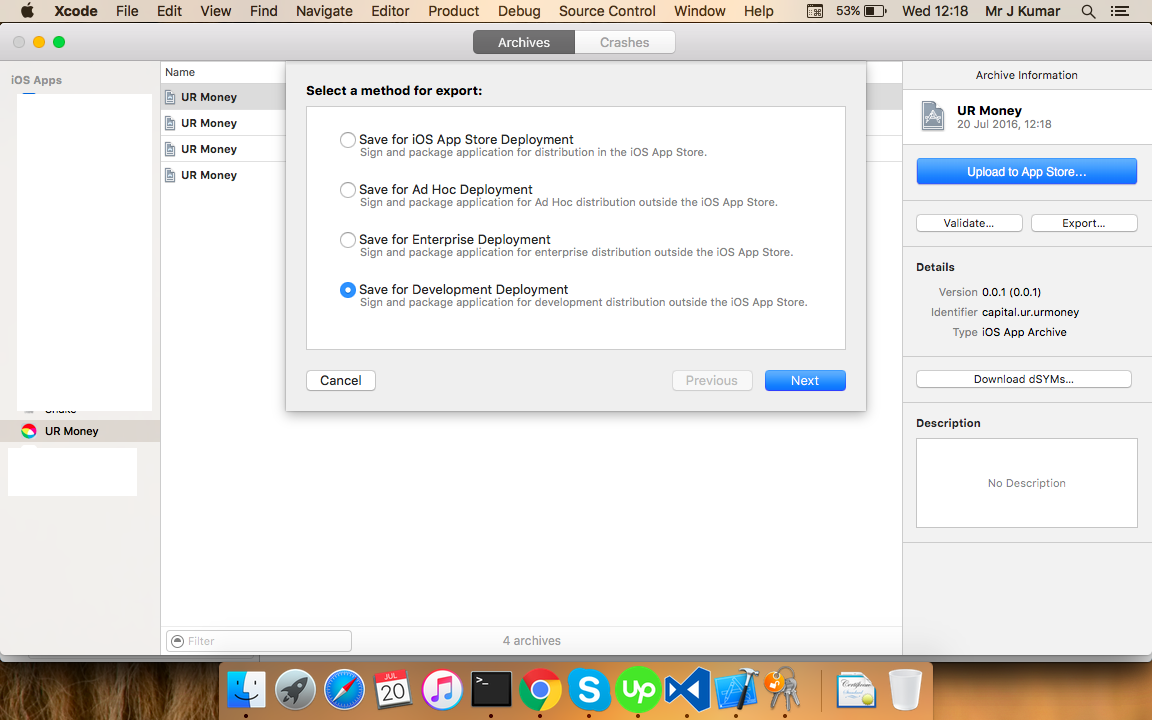 Xcode File Edit View Find Navigate Editor Product Debug Source Control Window Help 53% Wed 12:18 Mr J Kumar
Archives Crashes
iOS Apps
UR Money
Name
UR Money
UR Money
UR Money
UR Money
Select a method for export:
Save for iOS App Store Deployment
Sign and package application for distribution in the iOS App Store.
Save for Ad Hoc Deployment
Sign and package application for Ad Hoc distribution outside the iOS App Store.
Save for Enterprise Deployment
Sign and package application for enterprise distribution outside the iOS App Store.
Save for Development Deployment
Sign and package application for development distribution outside the iOS App Store.
Cancel Previous Next
Filter
4 archives
Archive Information
UR Money
20 Jul 2016, 12:18
Upload to App Store...
Validate... Export...
Details
Version 0.0.1 (0.0.1)
Identifier capital.ur.urmoney
Type iOS App Archive
Download dSYMs...
Description
No Description
JUL
20
>_
S
Up